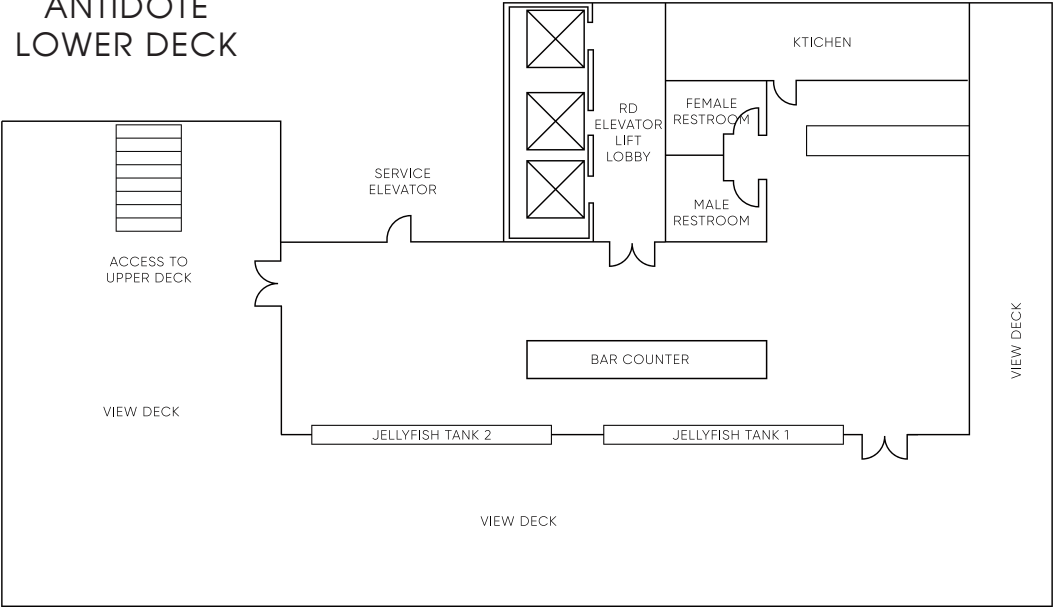 ANTIDOTE
LOWER DECK
KTICHEN
RD
ELEVATOR
LIFT
LOBBY
FEMALE
RESTROOM
SERVICE
ELEVATOR
MALE
RESTROOM
ACCESS TO
UPPER DECK
VIEW DECK
BAR COUNTER
VIEW DECK
JELLYFISH TANK 2
JELLYFISH TANK 1
VIEW DECK